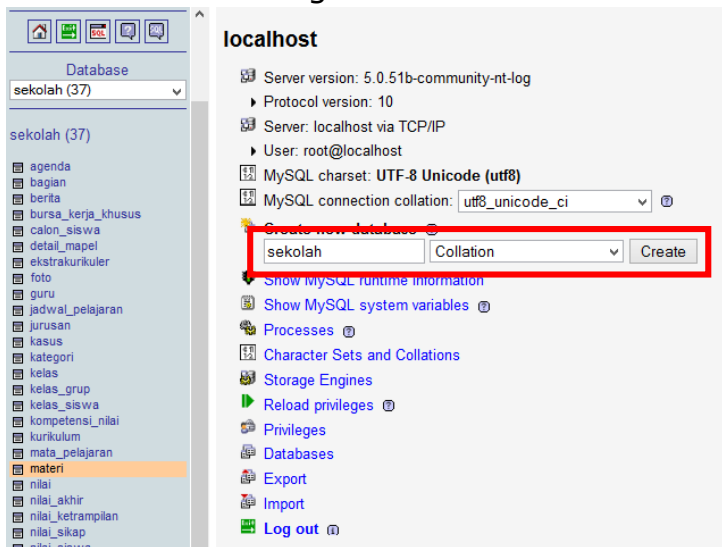 Database
sekolah (37)
sekolah (37)
agenda
bagian
berita
bursa_kerja_khusus
calon_siswa
detail_mapel
ekstrakurikuler
foto
guru
jadwal_pelajaran
jurusan
kasus
kategori
kelas
kelas_grup
kelas_siswa
kompetensi_nilai
kurikulum
mata_pelajaran
materi
nilai
nilai_akhir
nilai_ketrampilan
nilai_sikap
localhost
Server version: 5.0.51b-community-nt-log
Protocol version: 10
Server: localhost via TCP/IP
User: root@localhost
MySQL charset: UTF-8 Unicode (utf8)
MySQL connection collation: utf8_unicode_ci
Create new database
sekolah Collation Create
Show MySQL runtime information
Show MySQL system variables
Processes
Character Sets and Collations
Storage Engines
Reload privileges
Privileges
Databases
Export
Import
Log out